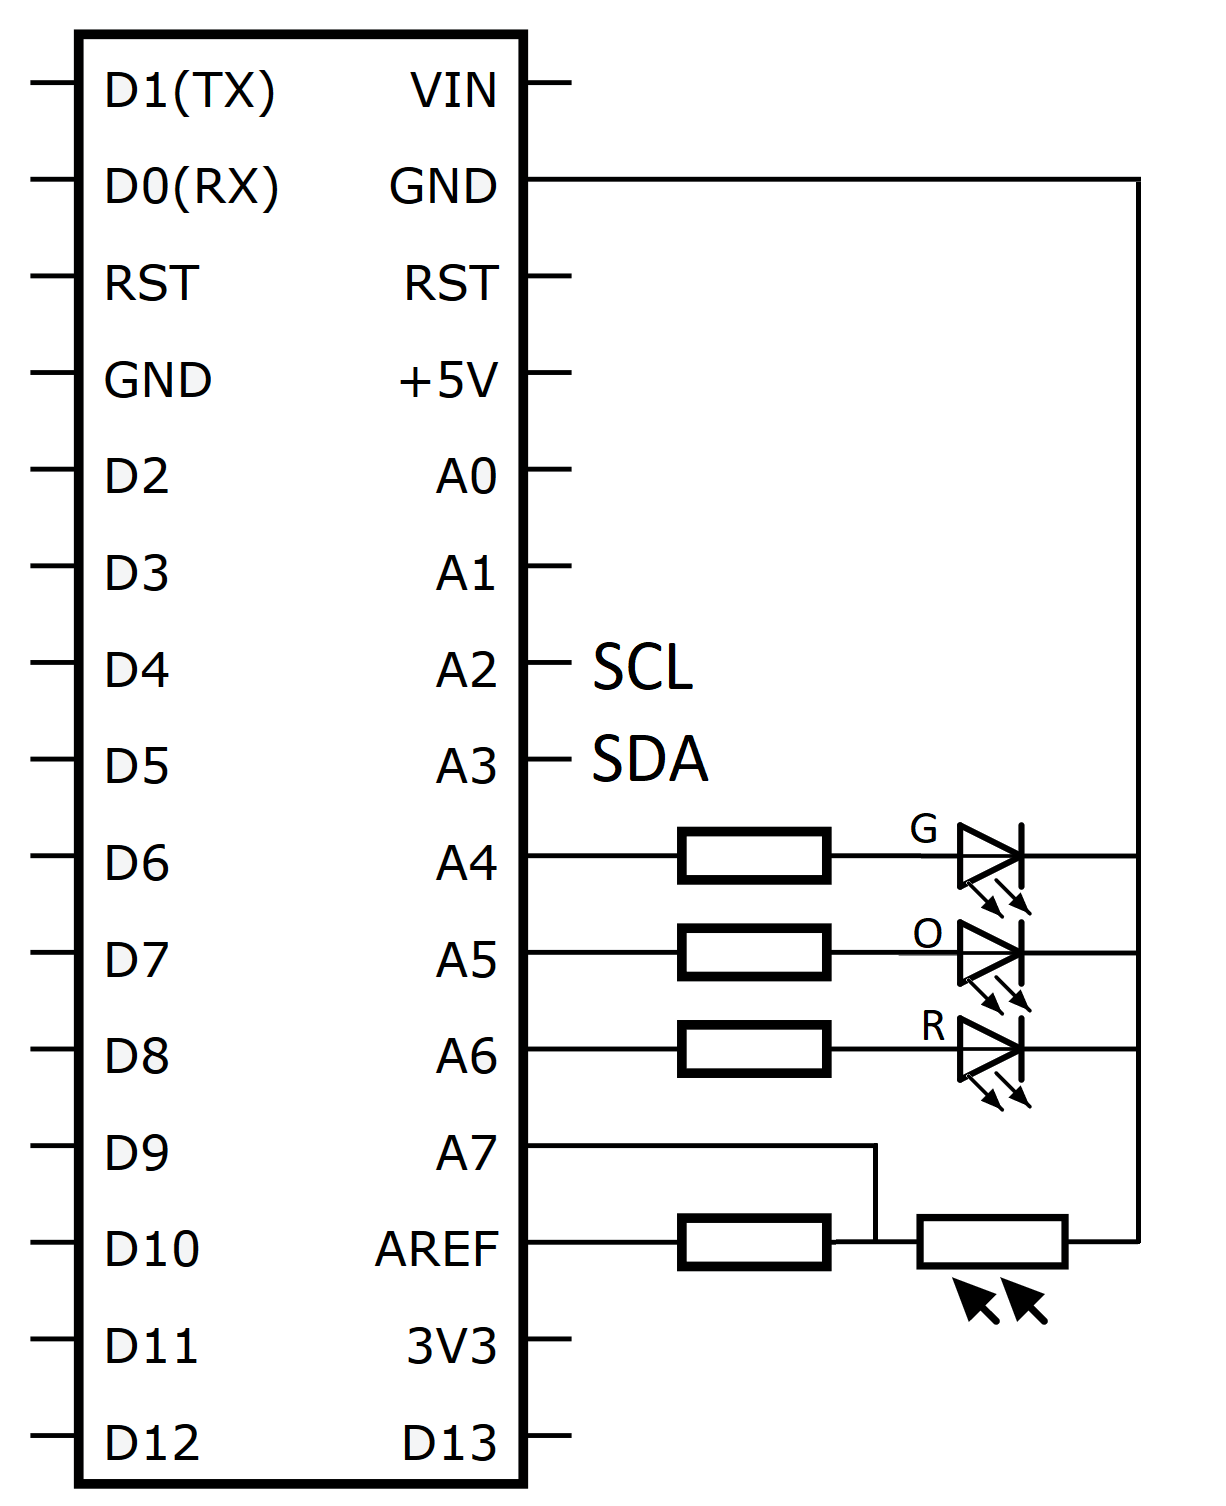 D1(TX) VIN
D0(RX) GND
RST RST
GND +5V
D2 A0
D3 A1
D4 A2 SCL
D5 A3 SDA
D6 A4 G
D7 A5 O
D8 A6 R
D9 A7
D10 AREF
D11 3V3
D12 D13